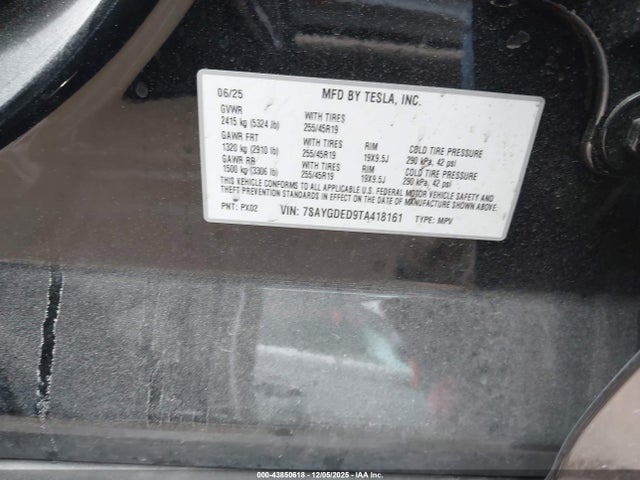 06/25 MFD BY TESLA, INC.
GVWR
2415 kg (5324 lb) WITH TIRES 255/45R19
GAWR FRT
1320 kg (2910 lb) WITH TIRES 255/45R19 RIM 19X9.5J COLD TIRE PRESSURE 290 kPa, 42 psi
GAWR RR
1500 kg (3306 lb) WITH TIRES 255/45R19 RIM 19X9.5J COLD TIRE PRESSURE 290 kPa, 42 psi
THIS VEHICLE CONFORMS TO ALL APPLICABLE U.S. FEDERAL MOTOR VEHICLE SAFETY AND
THEFT PREVENTION STANDARDS IN EFFECT ON THE DATE OF MANUFACTURE SHOWN ABOVE.
PNT: PX02 VIN: 7SAYGDED9TA418161 TYPE: MPV
000-43850618 - 12/05/2025 - IAA Inc.